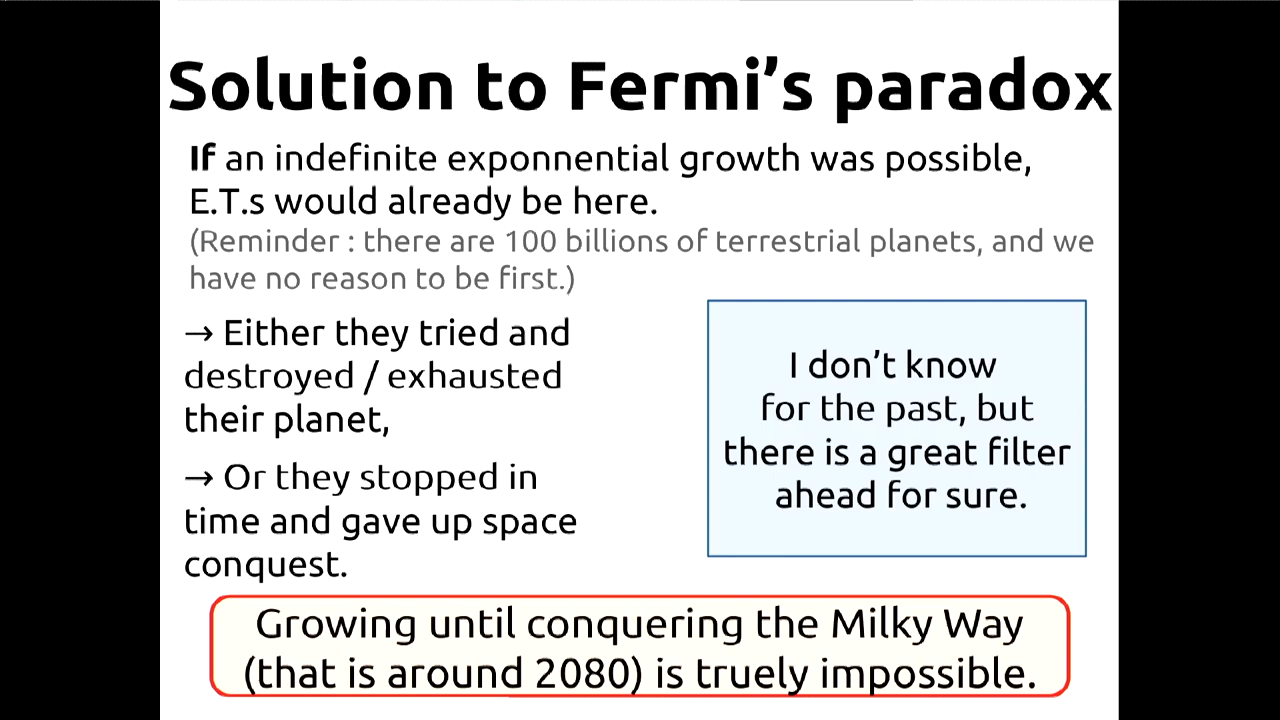 Solution to Fermi’s paradox
If an indefinite exponnential growth was possible,
E.T.s would already be here.
(Reminder : there are 100 billions of terrestrial planets, and we
have no reason to be first.)
→ Either they tried and
destroyed / exhausted
their planet,
→ Or they stopped in
time and gave up space
conquest.
I don’t know
for the past, but
there is a great filter
ahead for sure.
Growing until conquering the Milky Way
(that is around 2080) is truely impossible.